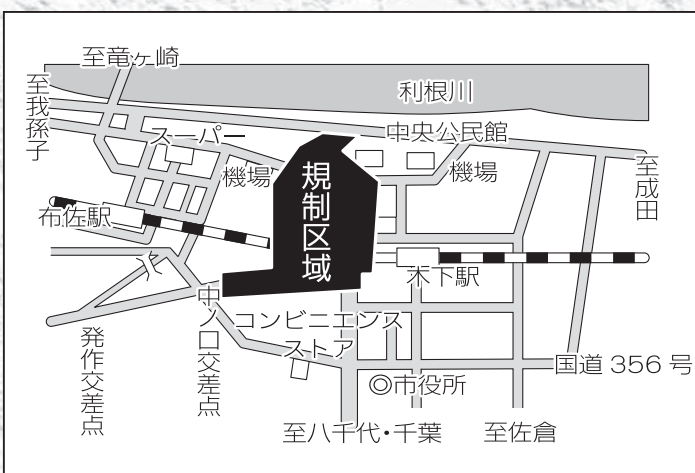 至竜ヶ崎
至我孫子
利根川
スーパー
中央公民館
機場
規制区域
機場
至成田
布佐駅
木下駅
中ノ口交差点
コンビニエンス
ストア
発作交差点
国道 356 号
◎市役所
至八千代・千葉
至佐倉